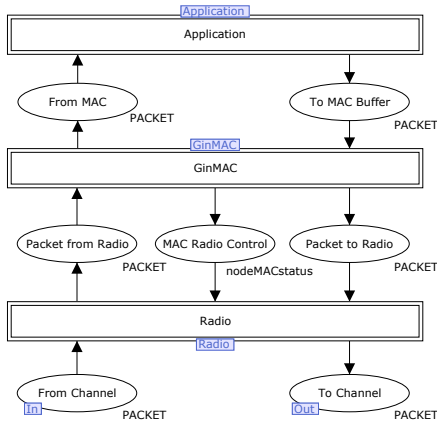 Application
Application
From MAC
To MAC Buffer
PACKET
PACKET
GinMAC
GinMAC
Packet from Radio
MAC Radio Control
Packet to Radio
PACKET
nodeMACstatus
PACKET
Radio
Radio
From Channel
To Channel
In
Out
PACKET
PACKET